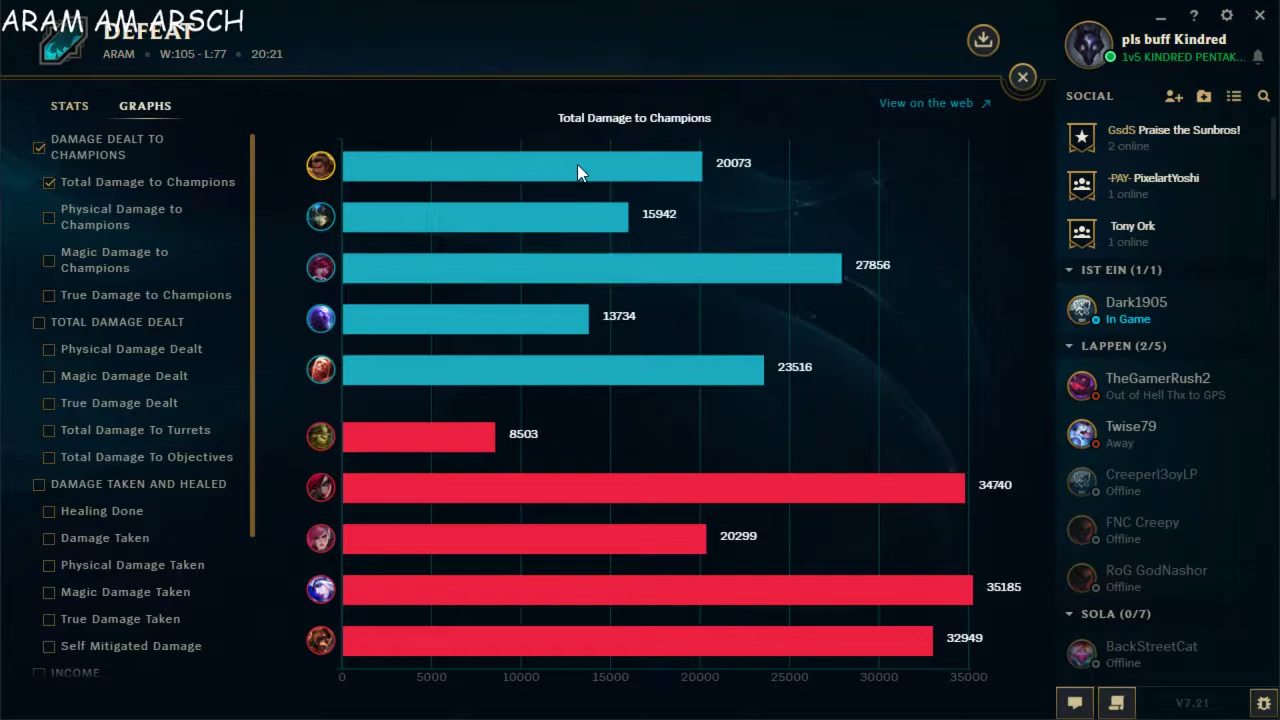 ARAM AM ARSCH
DEFEAT
ARAM • W:105 - L:77 • 20:21
STATS
GRAPHS
View on the web
DAMAGE DEALT TO
CHAMPIONS
Total Damage to Champions
Physical Damage to
Champions
Magic Damage to
Champions
True Damage to Champions
TOTAL DAMAGE DEALT
Physical Damage Dealt
Magic Damage Dealt
True Damage Dealt
Total Damage To Turrets
Total Damage To Objectives
DAMAGE TAKEN AND HEALED
Healing Done
Damage Taken
Physical Damage Taken
Magic Damage Taken
True Damage Taken
Self Mitigated Damage
INCOME
Total Damage to Champions
20073
15942
27856
13734
23516
8503
34740
20299
35185
32949
0 5000 10000 15000 20000 25000 30000 35000
?
pls buff Kindred
1v5 KINDRED PENTAK...
SOCIAL
GsdS Praise the Sunbros!
2 online
-PAY- PixelartYoshi
1 online
Tony Ork
1 online
IST EIN (1/1)
Dark1905
In Game
LAPPEN (2/5)
TheGamerRush2
Out of Hell Thx to GPS
Twise79
Away
CreeperI3oyLP
Offline
FNC Creepy
Offline
RoG GodNashor
Offline
SOLA (0/7)
BackStreetCat
Offline
V7.21